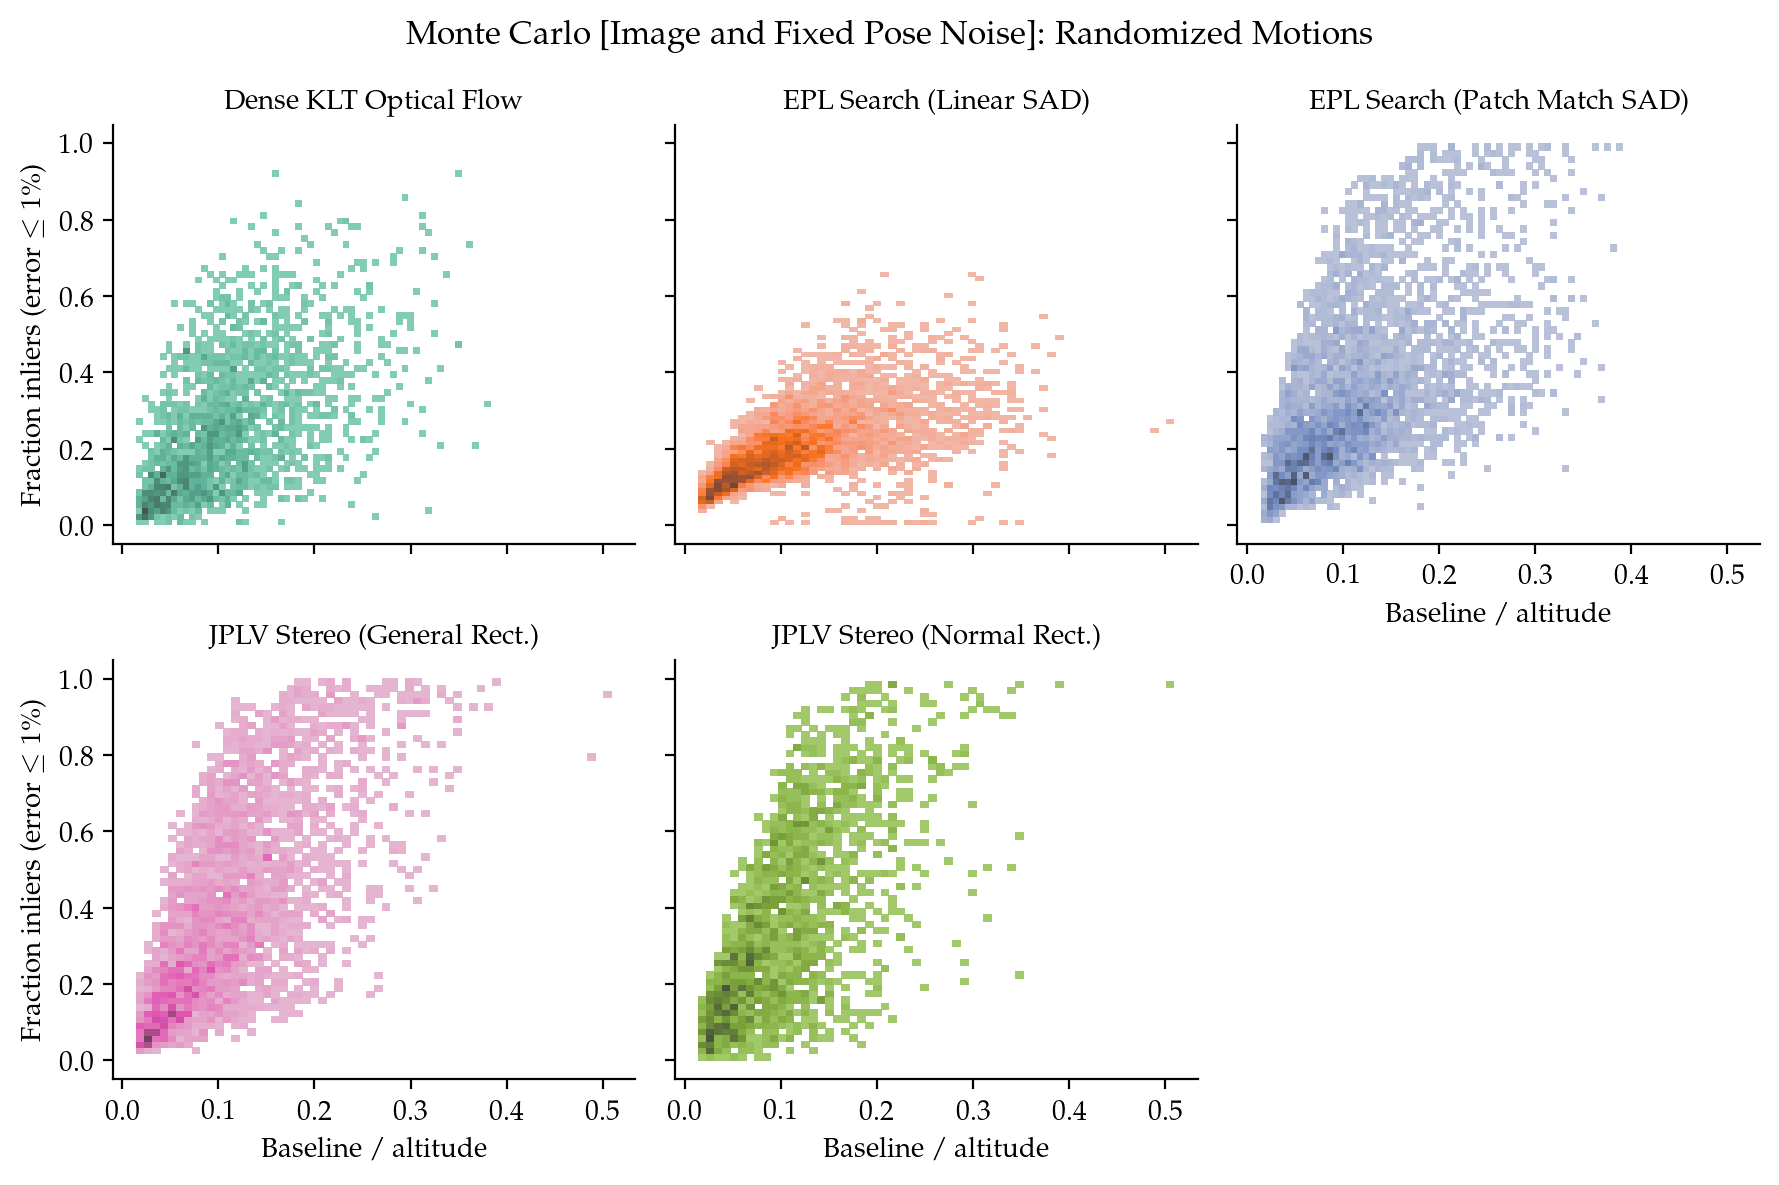 Monte Carlo [Image and Fixed Pose Noise]: Randomized Motions
Dense KLT Optical Flow
EPL Search (Linear SAD)
EPL Search (Patch Match SAD)
Fraction inliers (error ≤ 1%)
1.0
0.8
0.6
0.4
0.2
0.0
0.0 0.1 0.2 0.3 0.4 0.5
Baseline / altitude
JPLV Stereo (General Rect.)
JPLV Stereo (Normal Rect.)
Fraction inliers (error ≤ 1%)
1.0
0.8
0.6
0.4
0.2
0.0
0.0 0.1 0.2 0.3 0.4 0.5
Baseline / altitude
0.0 0.1 0.2 0.3 0.4 0.5
Baseline / altitude